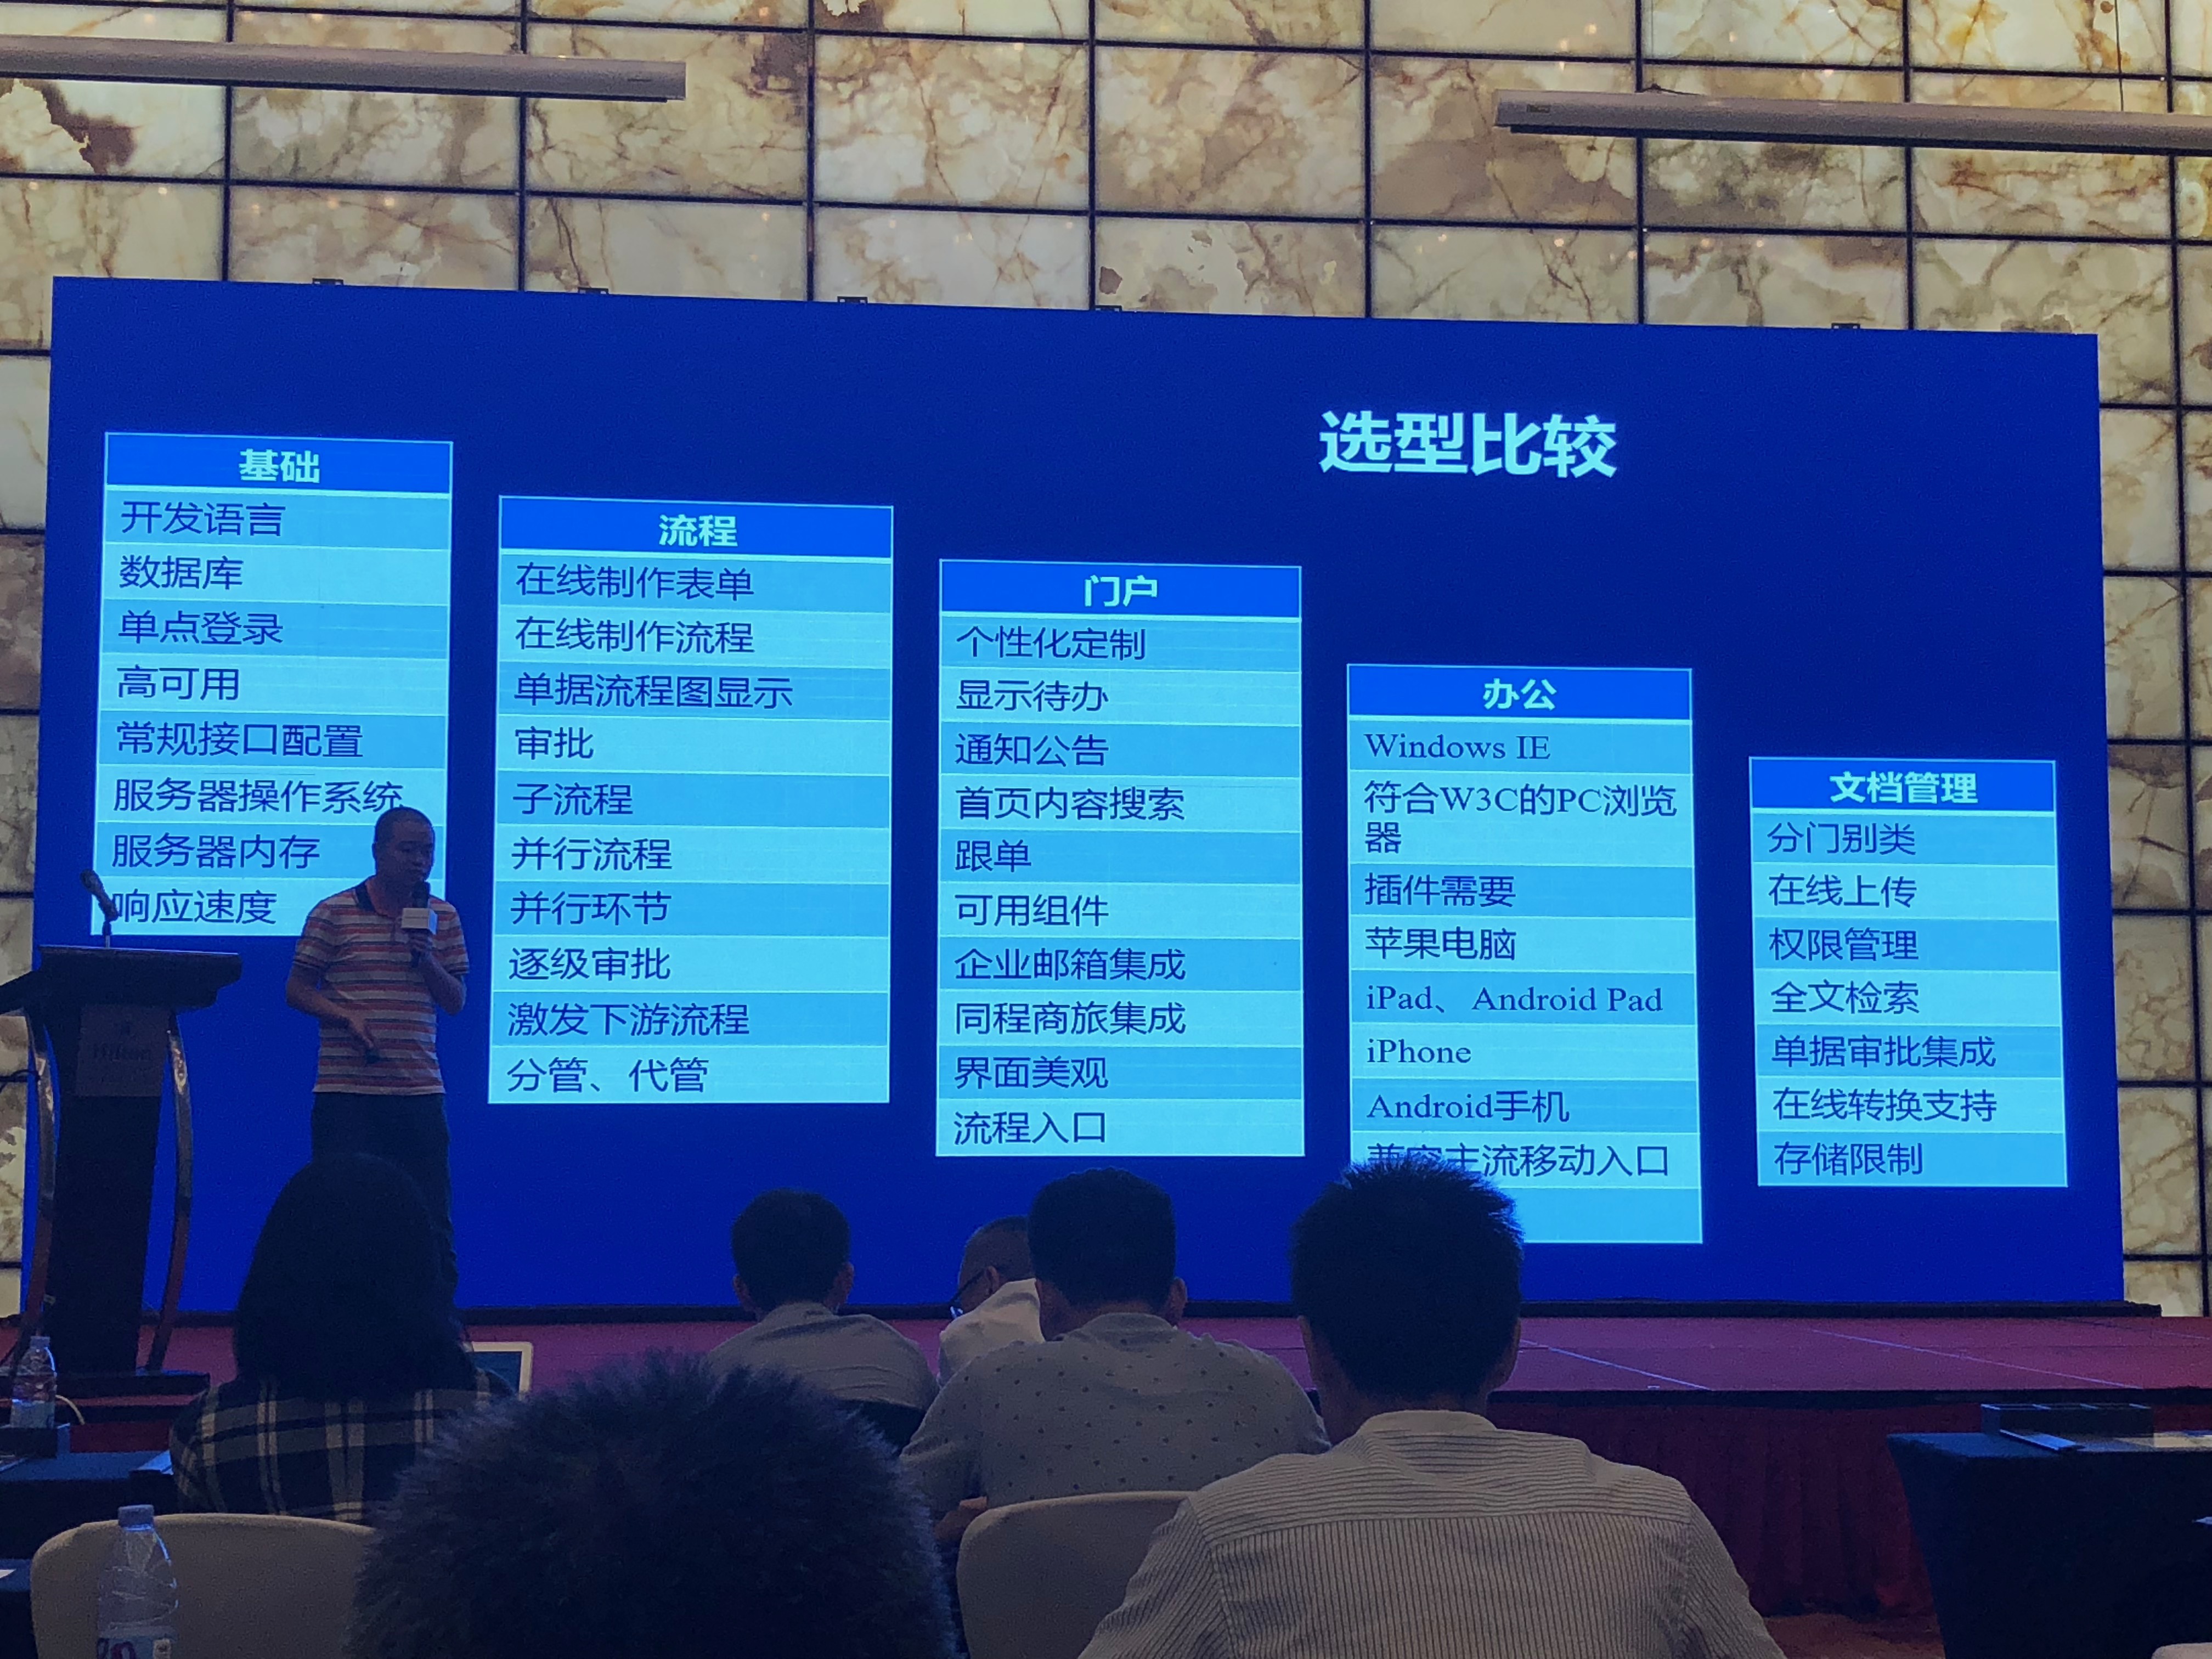 选型比较
基础
开发语言
数据库
单点登录
高可用
常规接口配置
服务器操作系统
服务器内存
响应速度
流程
在线制作表单
在线制作流程
单据流程图显示
审批
子流程
并行流程
并行环节
逐级审批
激发下游流程
分管、代管
门户
个性化定制
显示待办
通知公告
首页内容搜索
跟单
可用组件
企业邮箱集成
同程商旅集成
界面美观
流程入口
办公
Windows IE
符合W3C的PC浏览
器
插件需要
苹果电脑
iPad、Android Pad
iPhone
Android手机
兼容主流移动入口
文档管理
分门别类
在线上传
权限管理
全文检索
单据审批集成
在线转换支持
存储限制
Hilton